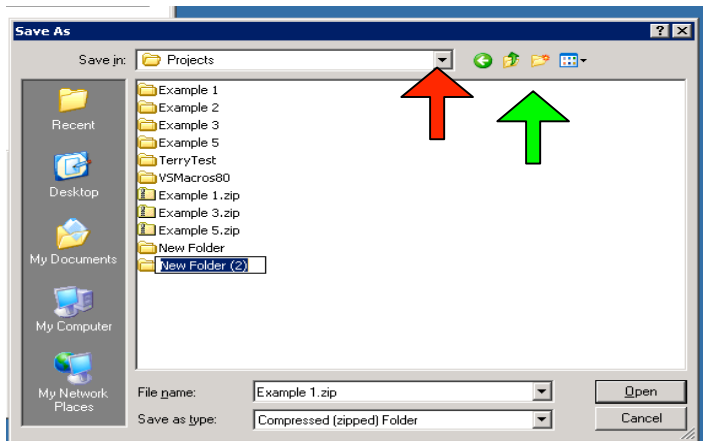 Save As
Save in: Projects
Recent
Desktop
My Documents
My Computer
My Network
Places
Example 1
Example 2
Example 3
Example 5
TerryTest
VSMacros80
Example 1.zip
Example 3.zip
Example 5.zip
New Folder
New Folder (2)
File name: Example 1.zip Open
Save as type: Compressed (zipped) Folder Cancel